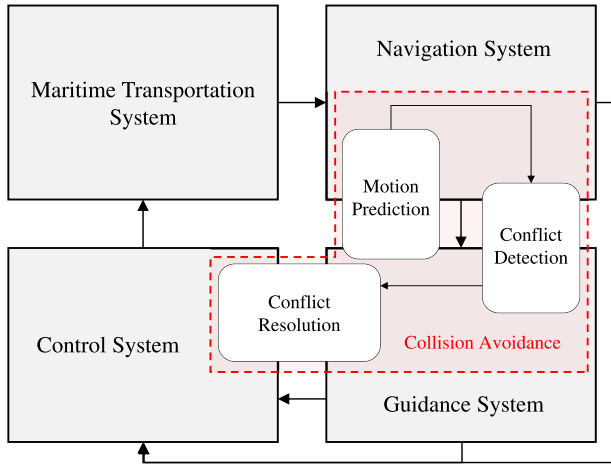 Maritime Transportation
System
Navigation System
Motion
Prediction
Conflict
Detection
Conflict
Resolution
Control System
Collision Avoidance
Guidance System